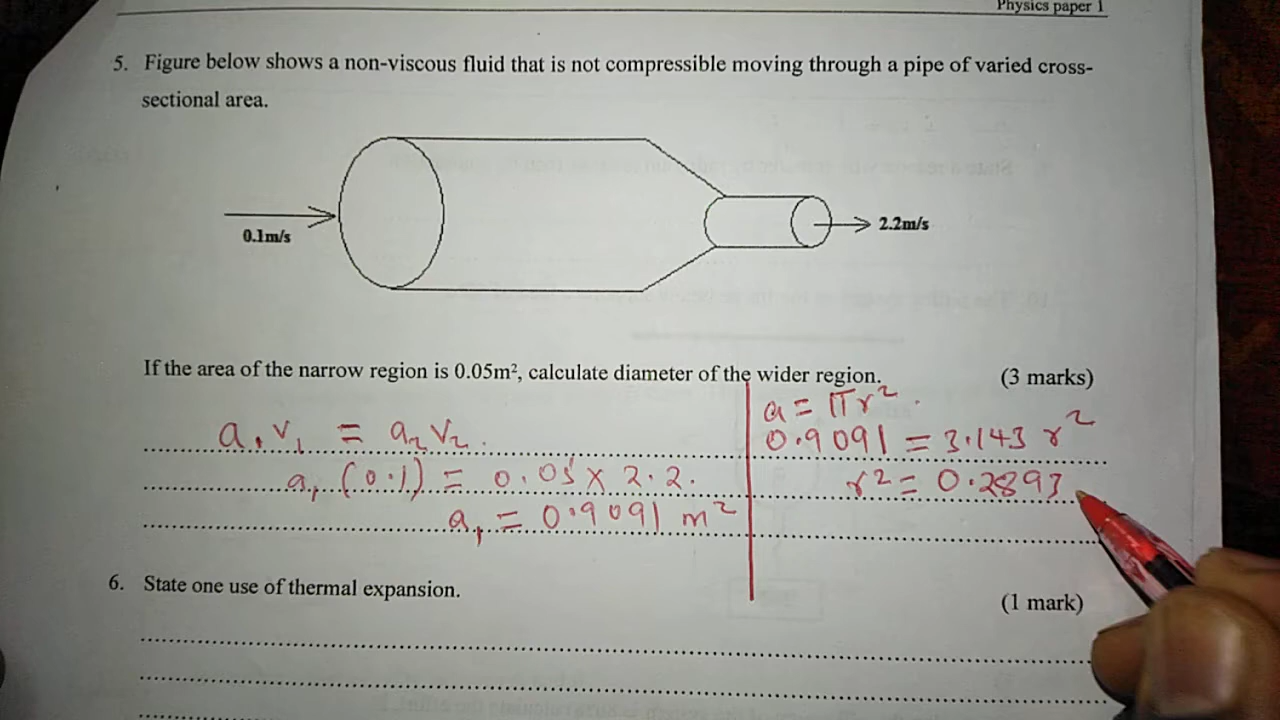 Physics paper 1
5. Figure below shows a non-viscous fluid that is not compressible moving through a pipe of varied cross-
sectional area.
0.1m/s
2.2m/s
If the area of the narrow region is 0.05m², calculate diameter of the wider region. (3 marks)
a₁v₁ = a₂v₂.
a₁ (0.1) = 0.05 x 2.2.
a₁ = 0.9091 m²
a = πr².
0.9091 = 3.143 r²
r² = 0.2893
6. State one use of thermal expansion.
(1 mark)